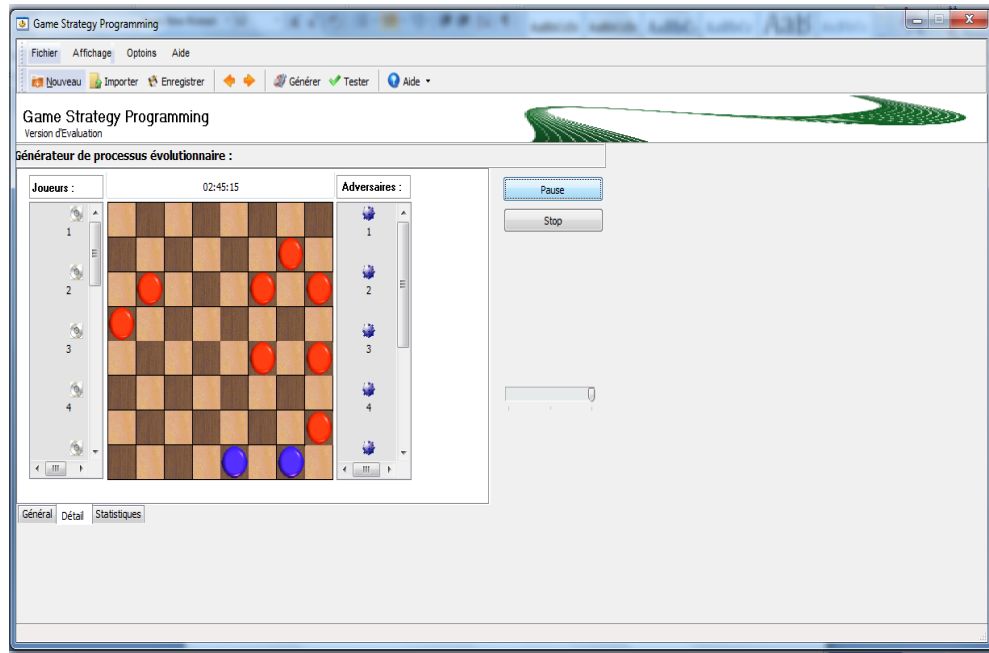 Game Strategy Programming
Fichier Affichage Optoins Aide
Nouveau Importer Enregistrer Générer Tester Aide
Game Strategy Programming
Version d'Evaluation
Générateur de processus évolutionnaire :
Joueurs : 02:45:15 Adversaires :
Pause
Stop
1 1
2 2
3 3
4 4
Général Détail Statistiques